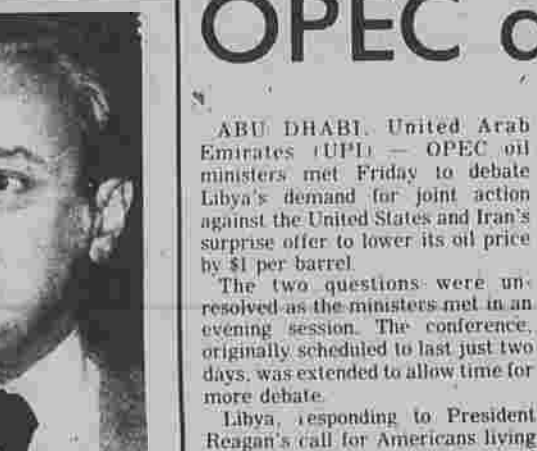 OPEC o
ABU DHABI, United Arab
Emirates (UPI) — OPEC oil
ministers met Friday to debate
Libya's demand for joint action
against the United States and Iran's
surprise offer to lower its oil price
by $1 per barrel.
The two questions were un-
resolved as the ministers met in an
evening session. The conference,
originally scheduled to last just two
days, was extended to allow time for
more debate.
Libya, responding to President
Reagan's call for Americans living